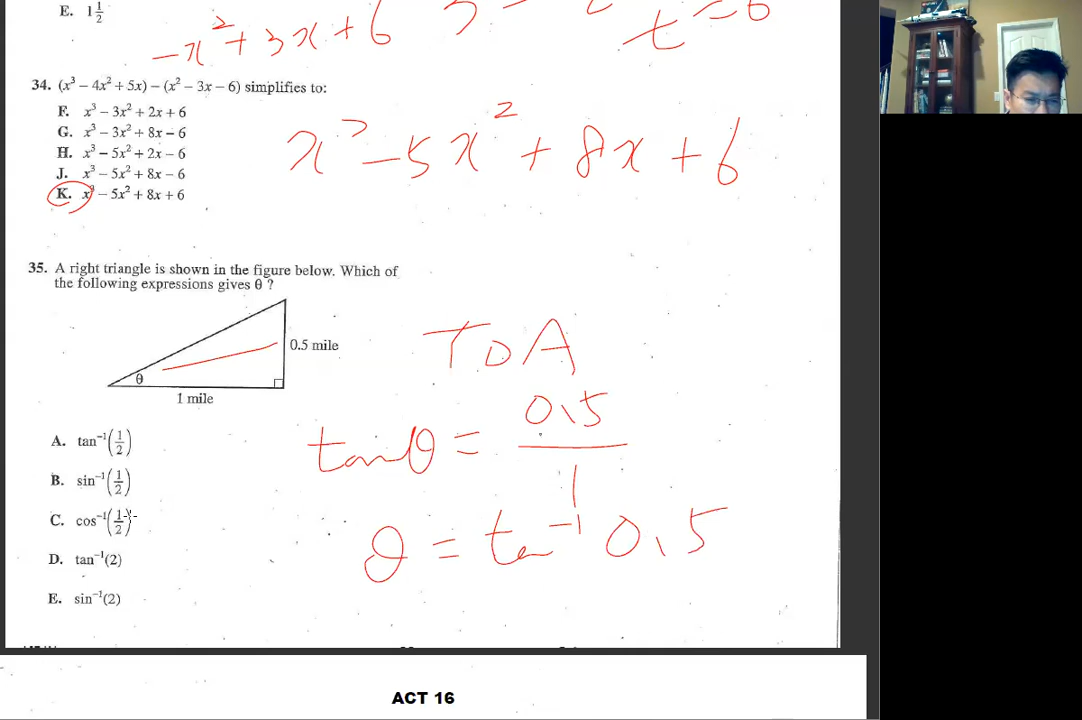 E. 1 1/2
-x² + 3x + 6
t = 6
34. (x³ – 4x² + 5x) – (x² – 3x – 6) simplifies to:
F. x³ – 3x² + 2x + 6
G. x³ – 3x² + 8x – 6
H. x³ – 5x² + 2x – 6
J. x³ – 5x² + 8x – 6
K. x³ – 5x² + 8x + 6
x³ - 5x² + 8x + 6
35. A right triangle is shown in the figure below. Which of
the following expressions gives θ ?
0.5 mile
θ
1 mile
TOA
tanθ = 0.5/1
θ = tan⁻¹ 0.5
A. tan⁻¹(1/2)
B. sin⁻¹(1/2)
C. cos⁻¹(1/2)
D. tan⁻¹(2)
E. sin⁻¹(2)
ACT 16